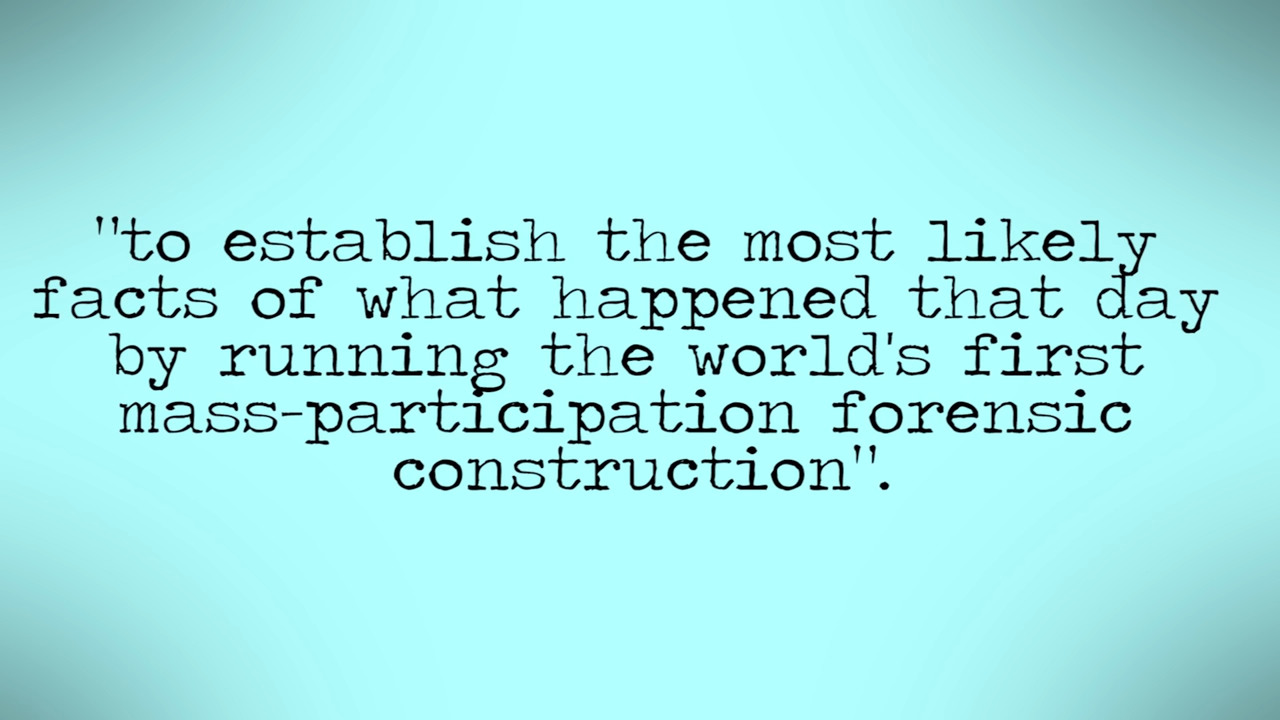 "to establish the most likely
facts of what happened that day
by running the world's first
mass-participation forensic
construction".